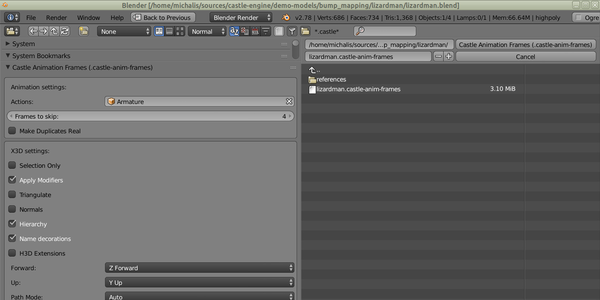 Blender [/home/michalis/sources/castle-engine/demo-models/bump_mapping/lizardman/lizardman.blend]
Back to Previous
Blender Render
v2.78 | Verts:686 | Faces:734 | Tris:1,368 | Objects:1/4 | Lamps:0/1 | Mem:66.64M | highpoly
Ogre
None
Normal
*.castle*
System
System Bookmarks
Castle Animation Frames (.castle-anim-frames)
Animation settings:
Actions:
Armature
Frames to skip:
4
Make Duplicates Real
X3D settings:
Selection Only
Apply Modifiers
Triangulate
Normals
Hierarchy
Name decorations
H3D Extensions
Forward:
Z Forward
Up:
Y Up
Path Mode:
Auto
/home/michalis/sources/...p_mapping/lizardman/
Castle Animation Frames (.castle-anim-frames)
lizardman.castle-anim-frames
Cancel
..
references
lizardman.castle-anim-frames
3.10 MiB